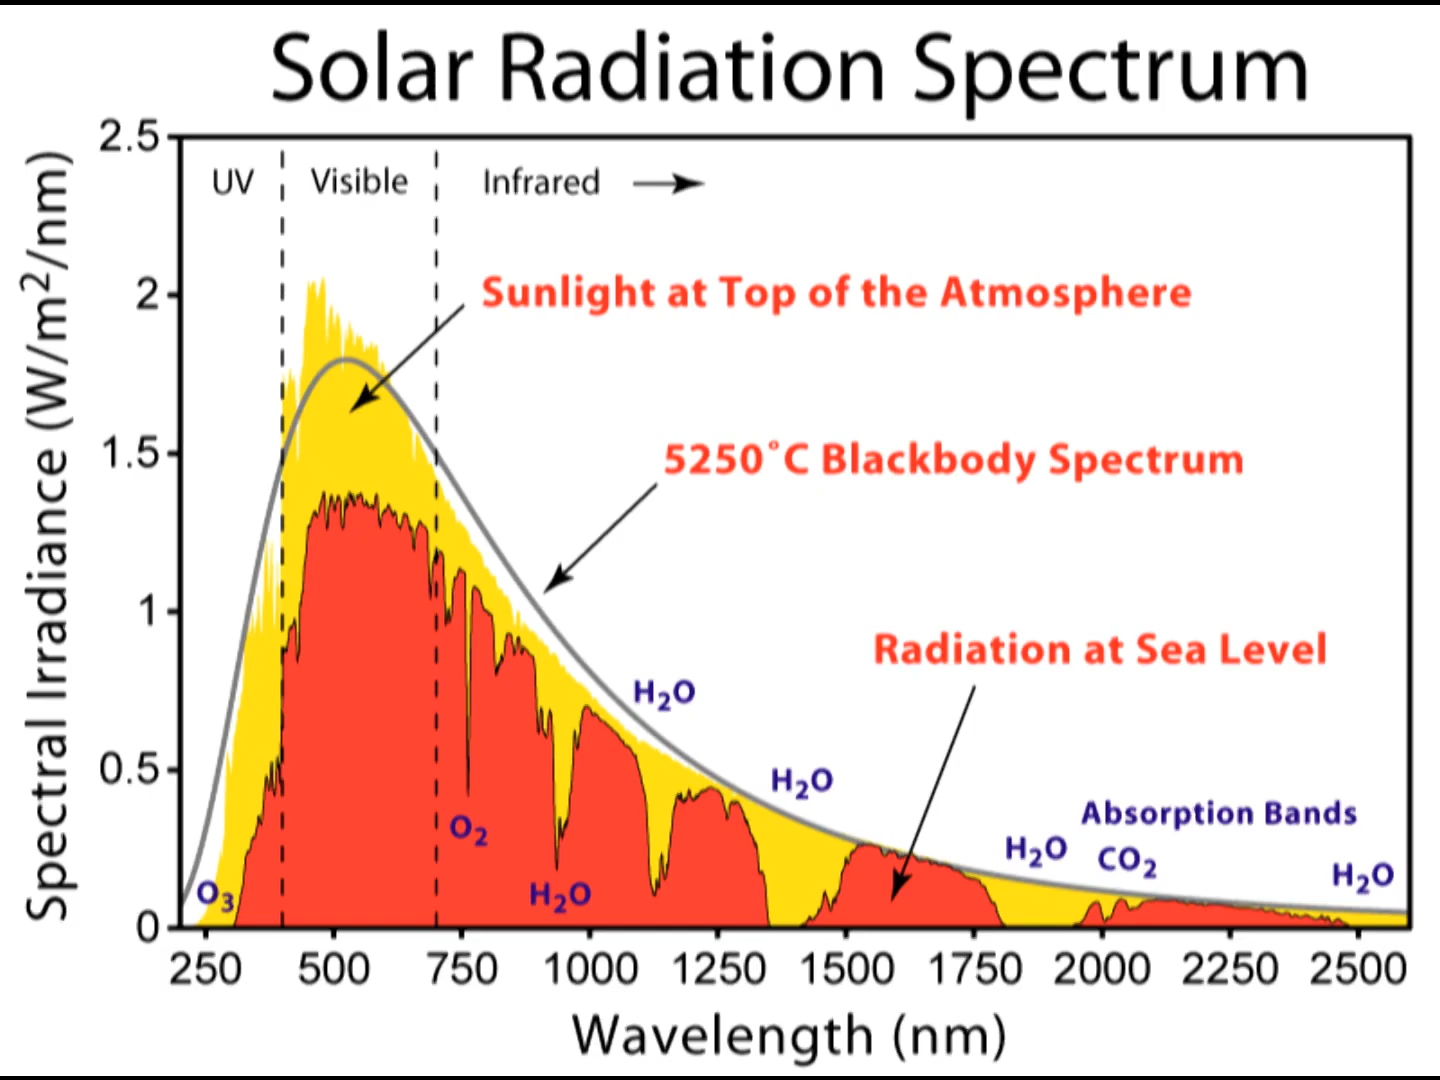 Solar Radiation Spectrum
UV
Visible
Infrared
Sunlight at Top of the Atmosphere
5250°C Blackbody Spectrum
Radiation at Sea Level
H₂O
H₂O
Absorption Bands
H₂O
CO₂
H₂O
O₂
O₃
H₂O
Spectral Irradiance (W/m²/nm)
2.5
2
1.5
1
0.5
0
250 500 750 1000 1250 1500 1750 2000 2250 2500
Wavelength (nm)